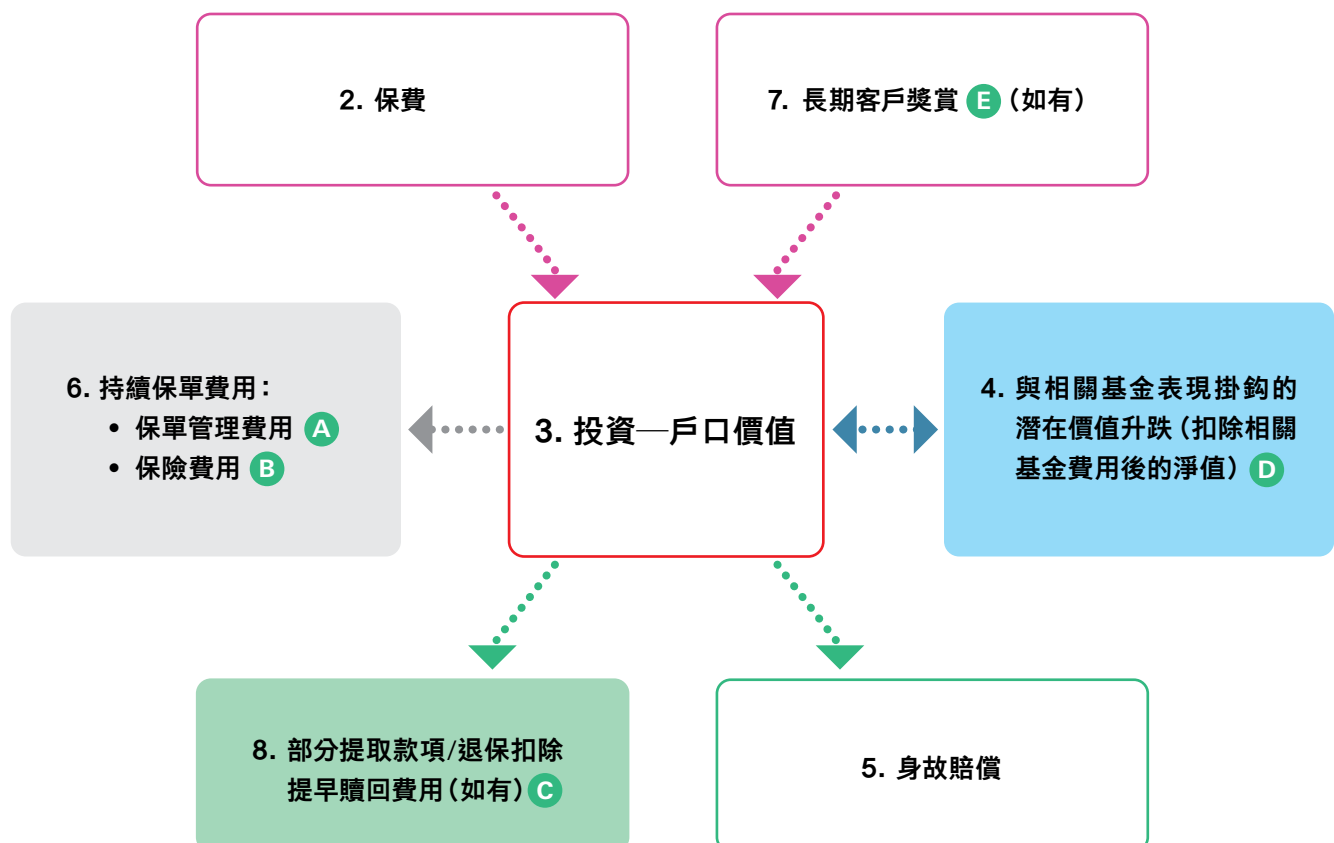 2. 保費
7. 長期客戶獎賞 E（如有）
6. 持續保單費用：
• 保單管理費用 A
• 保險費用 B
3. 投資—戶口價值
4. 與相關基金表現掛鈎的
潛在價值升跌（扣除相關
基金費用後的淨值） D
8. 部分提取款項/退保扣除
提早贖回費用（如有） C
5. 身故賠償